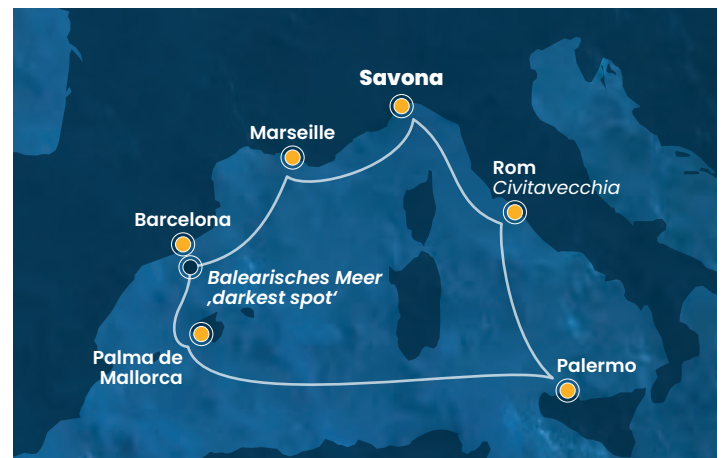 Savona
Marseille
Rom
Civitavecchia
Barcelona
Balearisches Meer
‚darkest spot‘
Palma de
Mallorca
Palermo